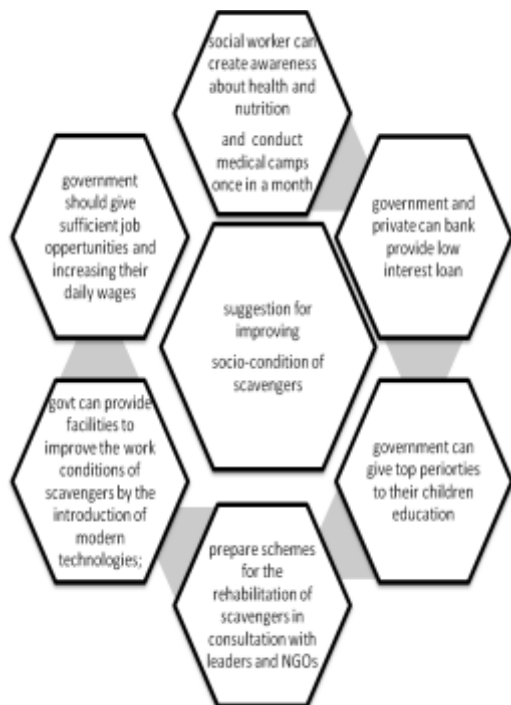 social worker can
create awareness
about health and
nutrition
and conduct
medical camps
once in a month
government and
private can bank
provide low
interest loan
government can
give top periorties
to their children
education
prepare schemes
for the
rehabilitation of
scavengers in
consultation with
leaders and NGOs
govt can provide
facilities to
improve the work
conditions of
scavengers by the
introduction of
modern
technologies;
government
should give
sufficient job
oppertunities and
increasing their
daily wages
suggestion for
improving
socio-condition of
scavengers